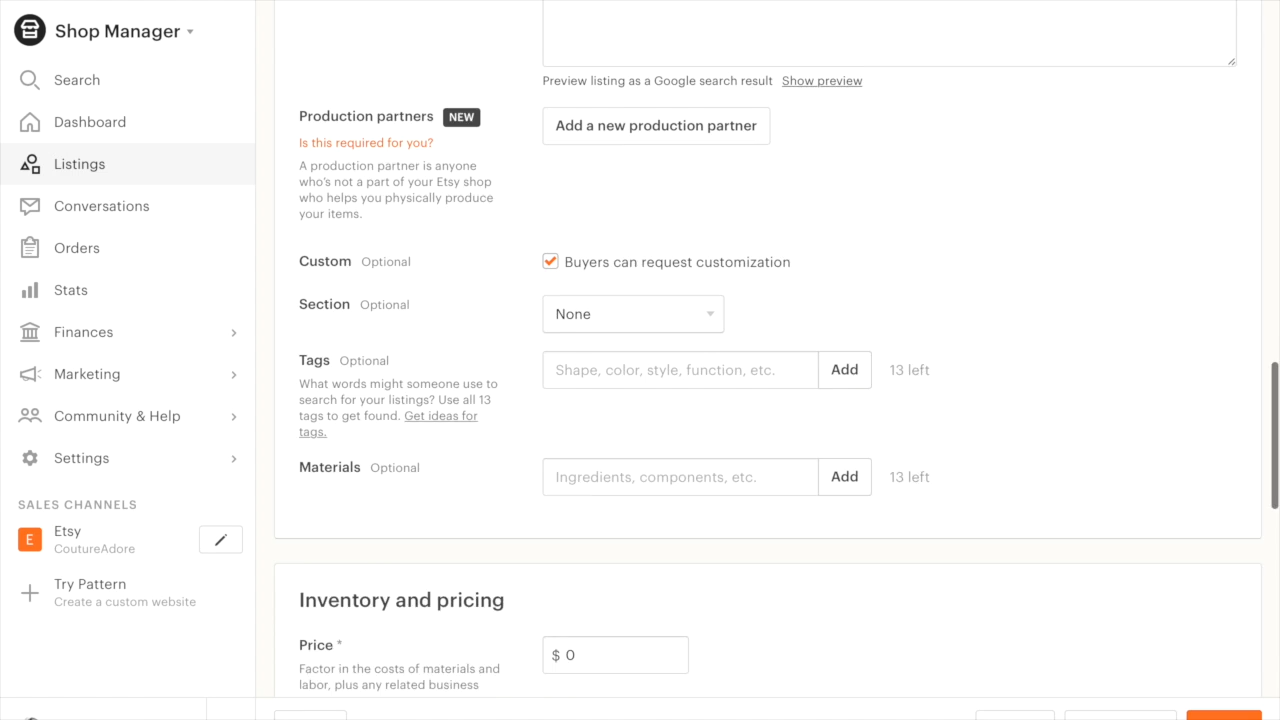 Shop Manager
Search
Dashboard
Listings
Conversations
Orders
Stats
Finances
Marketing
Community & Help
Settings
SALES CHANNELS
E
Etsy
CoutureAdore
Try Pattern
Create a custom website
Preview listing as a Google search result Show preview
Production partners NEW
Is this required for you?
A production partner is anyone
who's not a part of your Etsy shop
who helps you physically produce
your items.
Add a new production partner
Custom Optional
Buyers can request customization
Section Optional
None
Tags Optional
What words might someone use to
search for your listings? Use all 13
tags to get found. Get ideas for
tags.
Shape, color, style, function, etc. Add 13 left
Materials Optional
Ingredients, components, etc. Add 13 left
Inventory and pricing
Price *
Factor in the costs of materials and
labor, plus any related business
$ 0